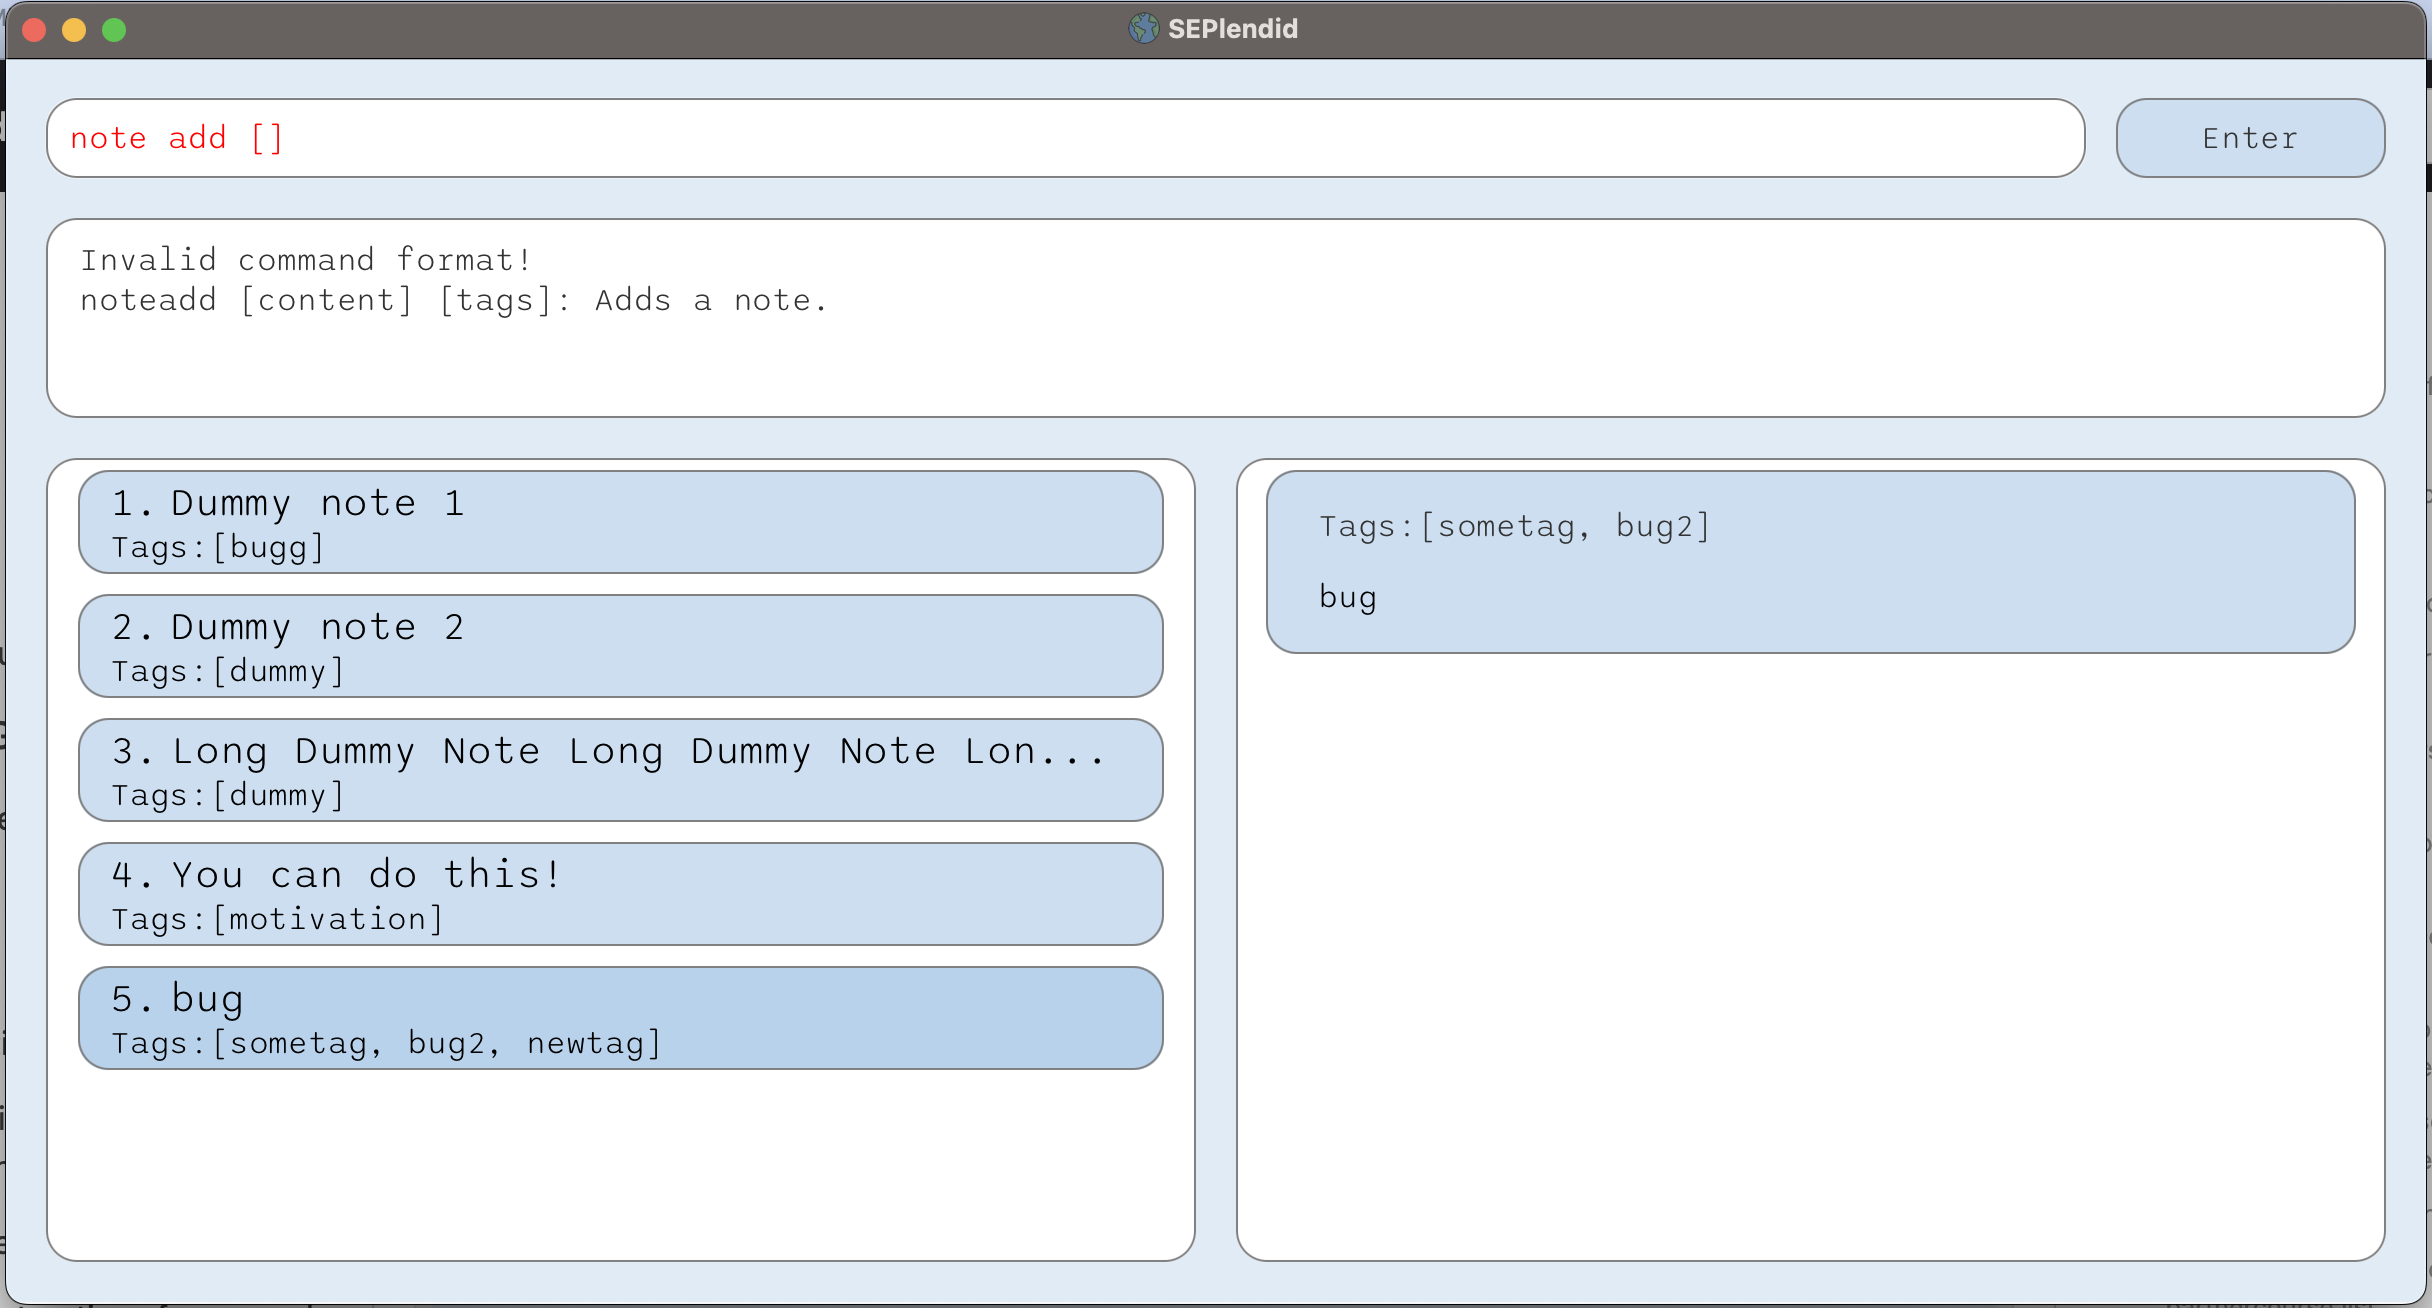 SEPlendid
note add []
Enter
Invalid command format!
noteadd [content] [tags]: Adds a note.
1. Dummy note 1
Tags:[bugg]
2. Dummy note 2
Tags:[dummy]
3. Long Dummy Note Long Dummy Note Lon...
Tags:[dummy]
4. You can do this!
Tags:[motivation]
5. bug
Tags:[sometag, bug2, newtag]
Tags:[sometag, bug2]
bug